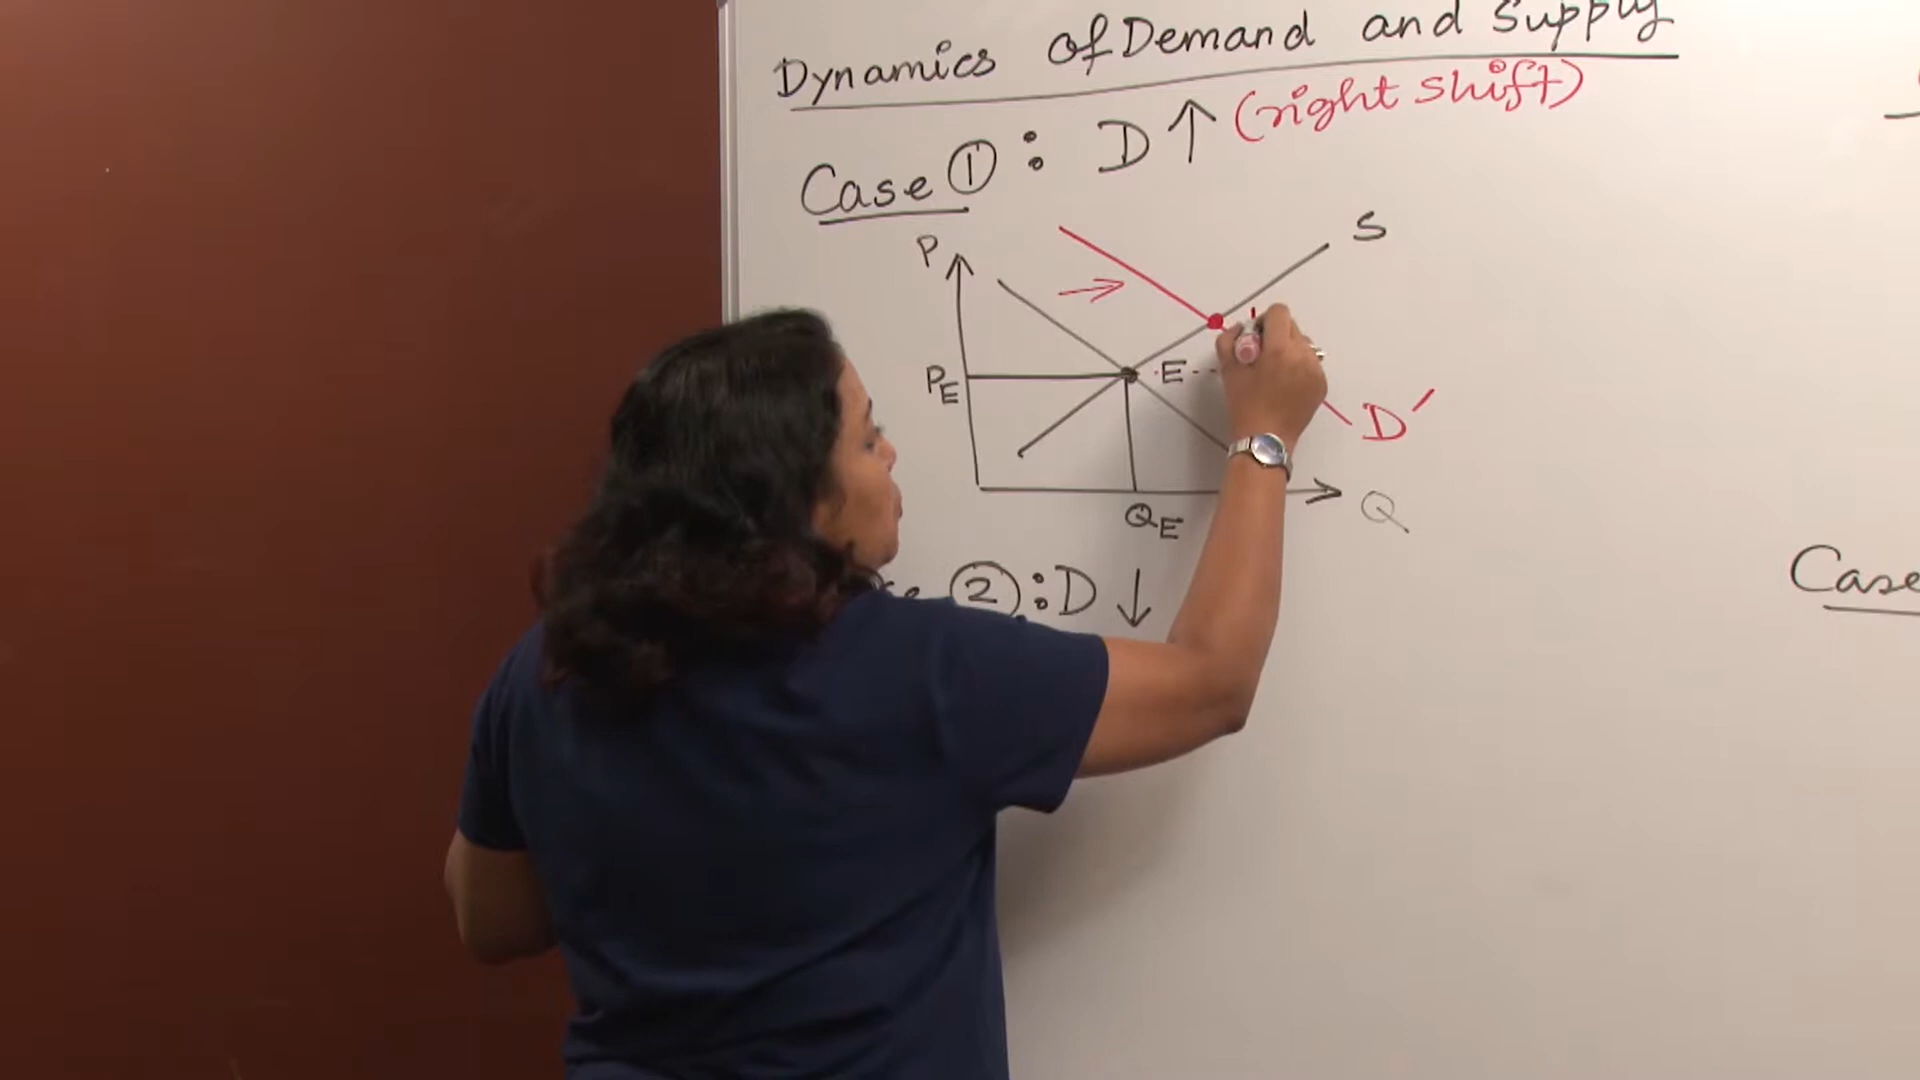 Dynamics of Demand and Supply
Case ① : D ↑ (right shift)
P
S
PE
E
D′
QE
Q
② : D ↓
Case